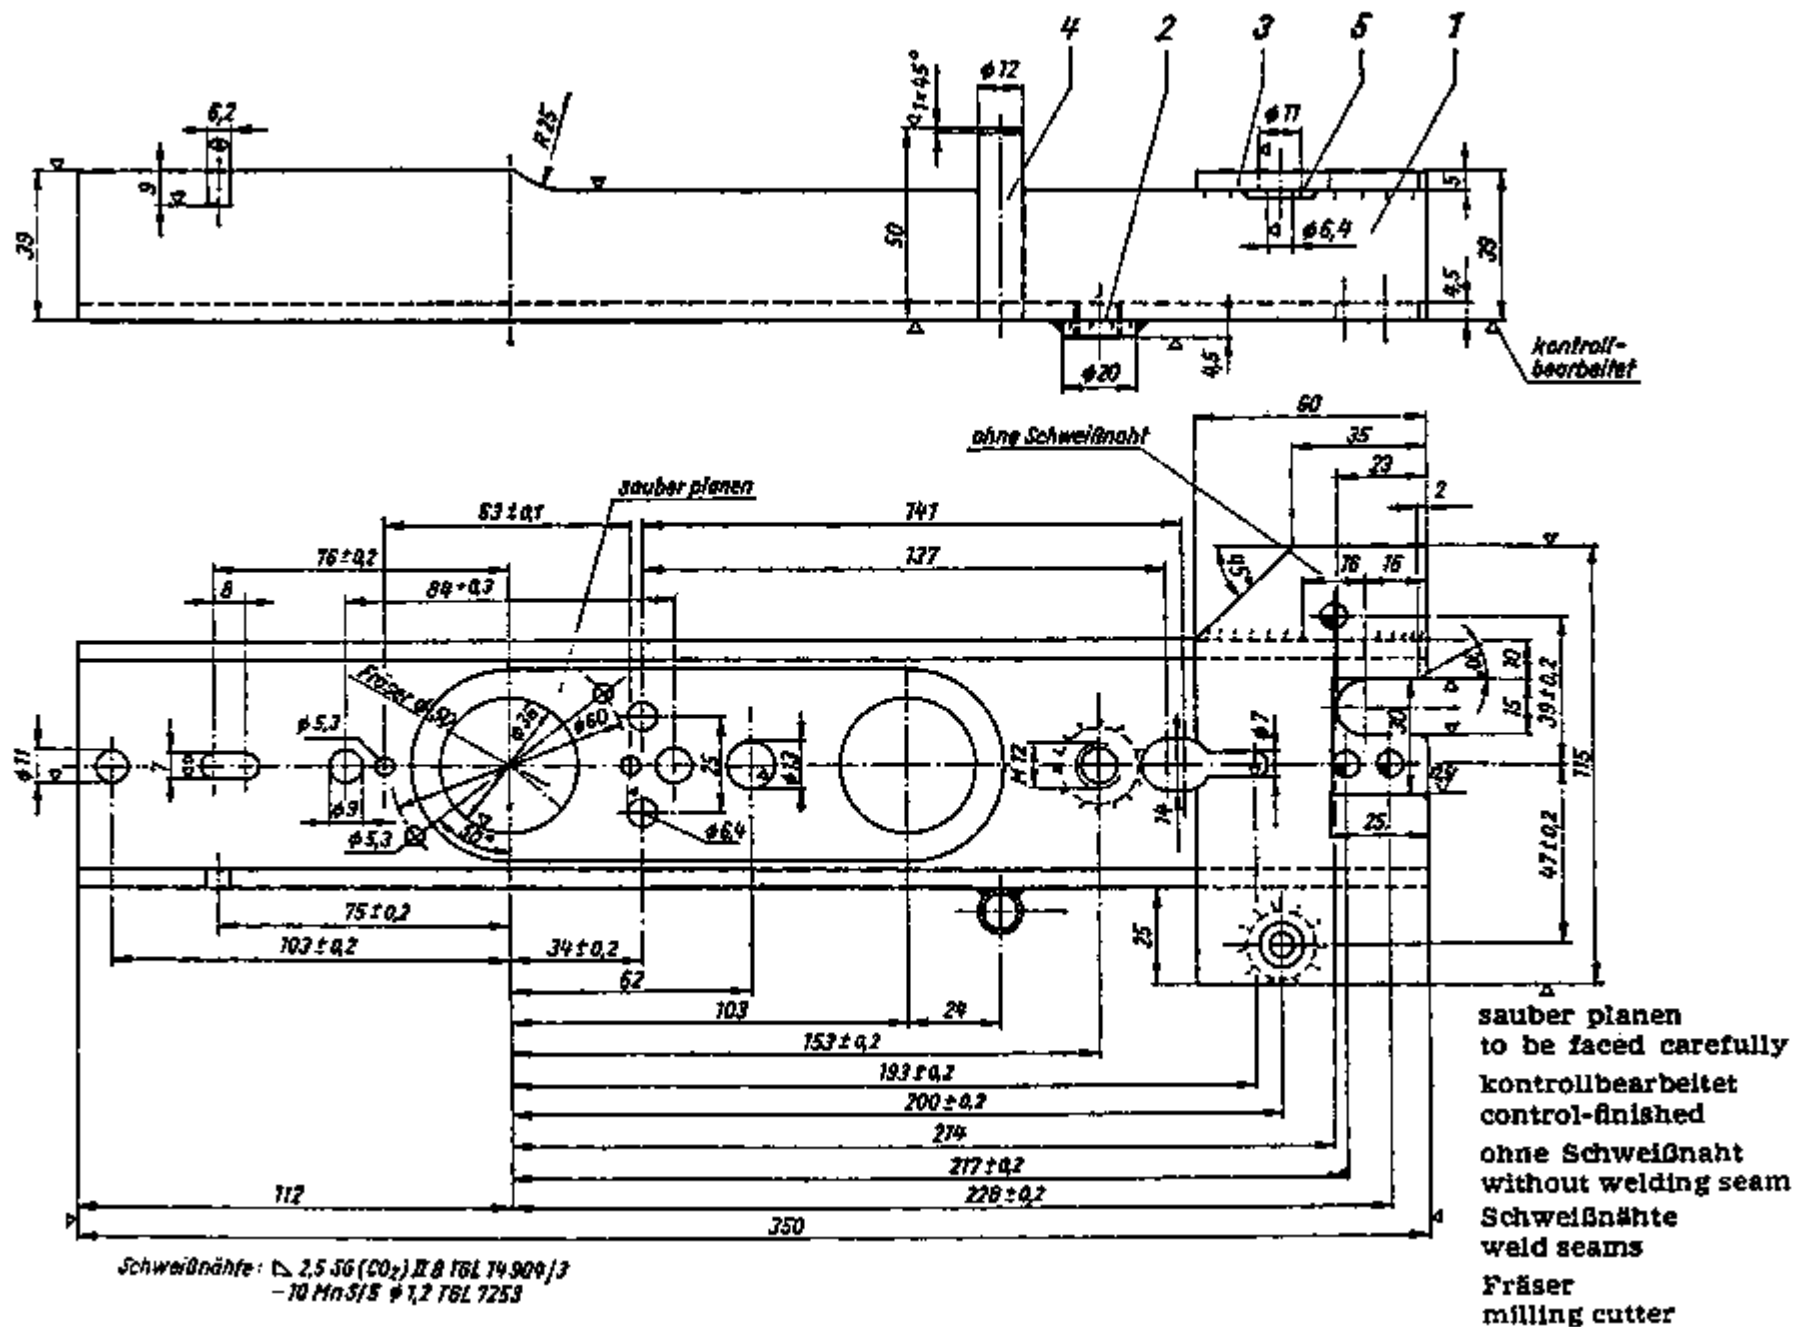 4 2 3 5 1
1×45°
φ12
6,2
R25
φ11
9
5
39
50
φ6,4
39
4,5
4,5
φ20
kontroll-
bearbeitet
60
ohne Schweißnaht
35
23
sauber planen
2
83±0,1
141
76±0,2
137
45°
16 16
8
84+0,3
10
39±0,2
Fräser
φ60
15
30
φ5,3
φ7
φ11
7
25
φ13
M12
115
14
φ9
φ5,3
φ6,4
25
47±0,2
75±0,2
25
103±0,2
34±0,2
62
103
24
153±0,2
193±0,2
200±0,2
214
217±0,2
112
228±0,2
350
sauber planen
to be faced carefully
kontrollbearbeitet
control-finished
ohne Schweißnaht
without welding seam
Schweißnähte
weld seams
Fräser
milling cutter
Schweißnähte: 2,5 SG (CO₂) II B TGL 14904/3
φ1,2 TGL 7253